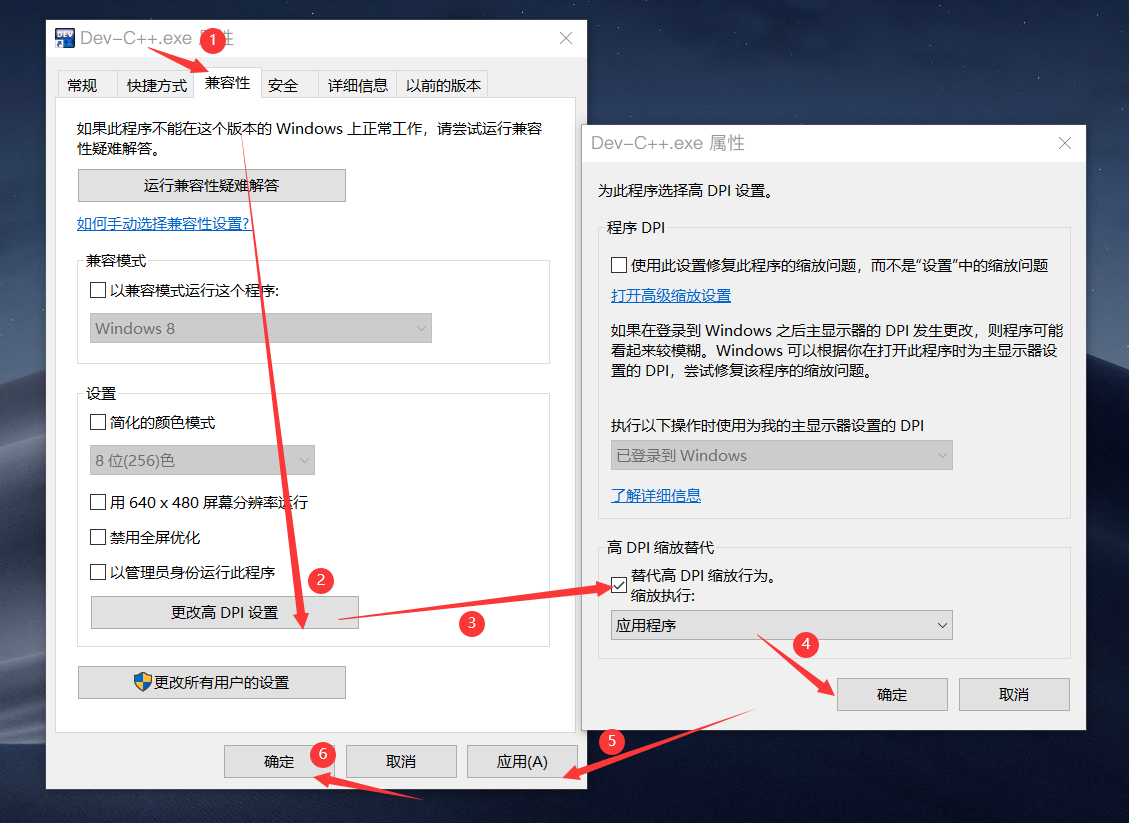 Dev-C++.exe 属性
1
常规 快捷方式 兼容性 安全 详细信息 以前的版本
如果此程序不能在这个版本的 Windows 上正常工作，请尝试运行兼容
性疑难解答。
运行兼容性疑难解答
如何手动选择兼容性设置?
兼容模式
以兼容模式运行这个程序:
Windows 8
设置
简化的颜色模式
8 位(256)色
用 640 x 480 屏幕分辨率运行
禁用全屏优化
以管理员身份运行此程序
2
更改高 DPI 设置
3
更改所有用户的设置
确定 6 取消 应用(A)
Dev-C++.exe 属性
为此程序选择高 DPI 设置。
程序 DPI
使用此设置修复此程序的缩放问题，而不是“设置”中的缩放问题
打开高级缩放设置
如果在登录到 Windows 之后主显示器的 DPI 发生更改，则程序可能
看起来较模糊。Windows 可以根据你在打开此程序时为主显示器设
置的 DPI，尝试修复该程序的缩放问题。
执行以下操作时使用为我的主显示器设置的 DPI
已登录到 Windows
了解详细信息
高 DPI 缩放替代
替代高 DPI 缩放行为。
缩放执行:
应用程序
4
确定 取消
5